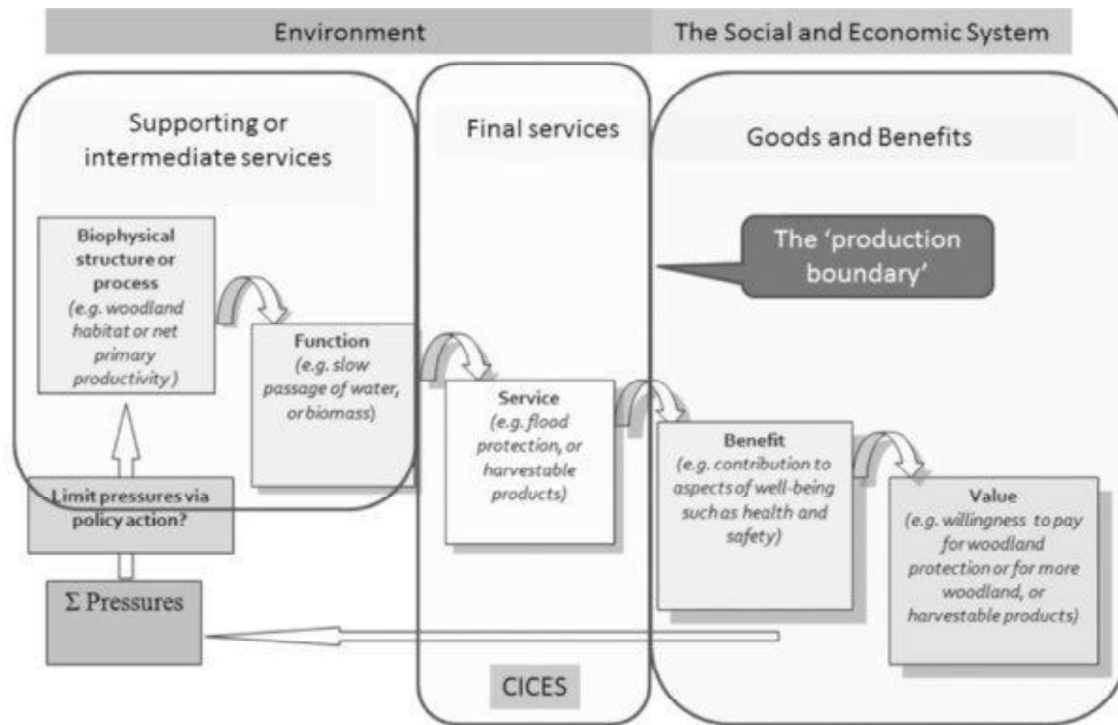 Environment
The Social and Economic System
Supporting or
intermediate services
Final services
Goods and Benefits
The ‘production
boundary’
Biophysical
structure or
process
(e.g. woodland
habitat or net
primary
productivity )
Function
(e.g. slow
passage of water,
or biomass)
Service
(e.g. flood
protection, or
harvestable
products)
Benefit
(e.g. contribution to
aspects of well-being
such as health and
safety)
Value
(e.g. willingness to pay
for woodland
protection or for more
woodland, or
harvestable products)
Limit pressures via
policy action?
Σ Pressures
CICES